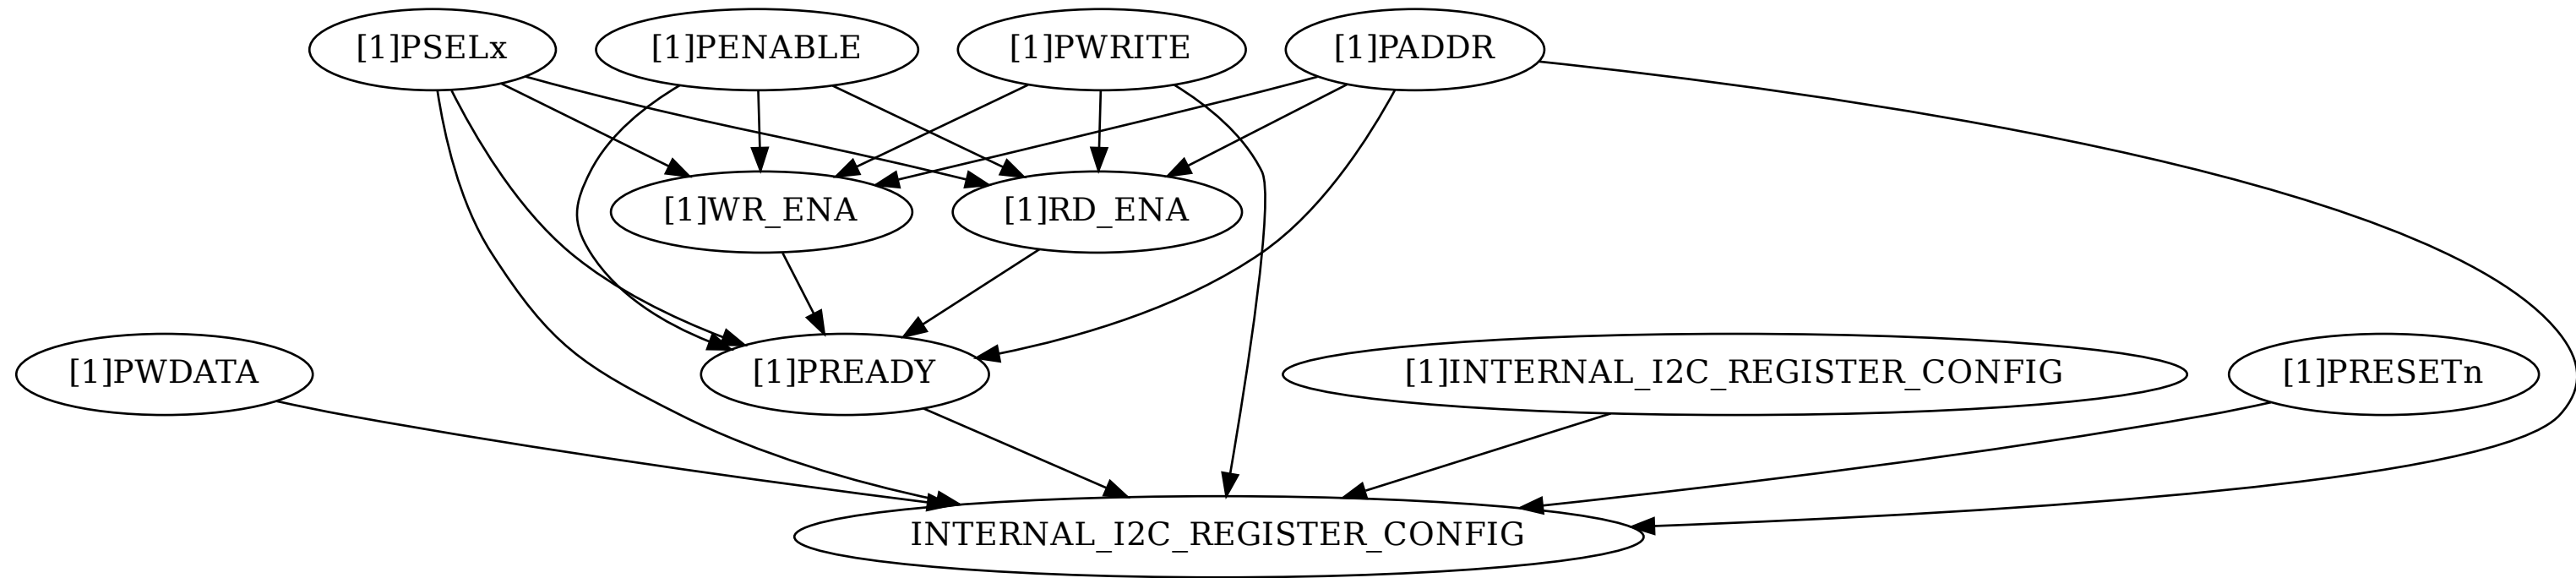 [1]PSELx
[1]PENABLE
[1]PWRITE
[1]PADDR
[1]WR_ENA
[1]RD_ENA
[1]PWDATA
[1]PREADY
[1]INTERNAL_I2C_REGISTER_CONFIG
[1]PRESETn
INTERNAL_I2C_REGISTER_CONFIG